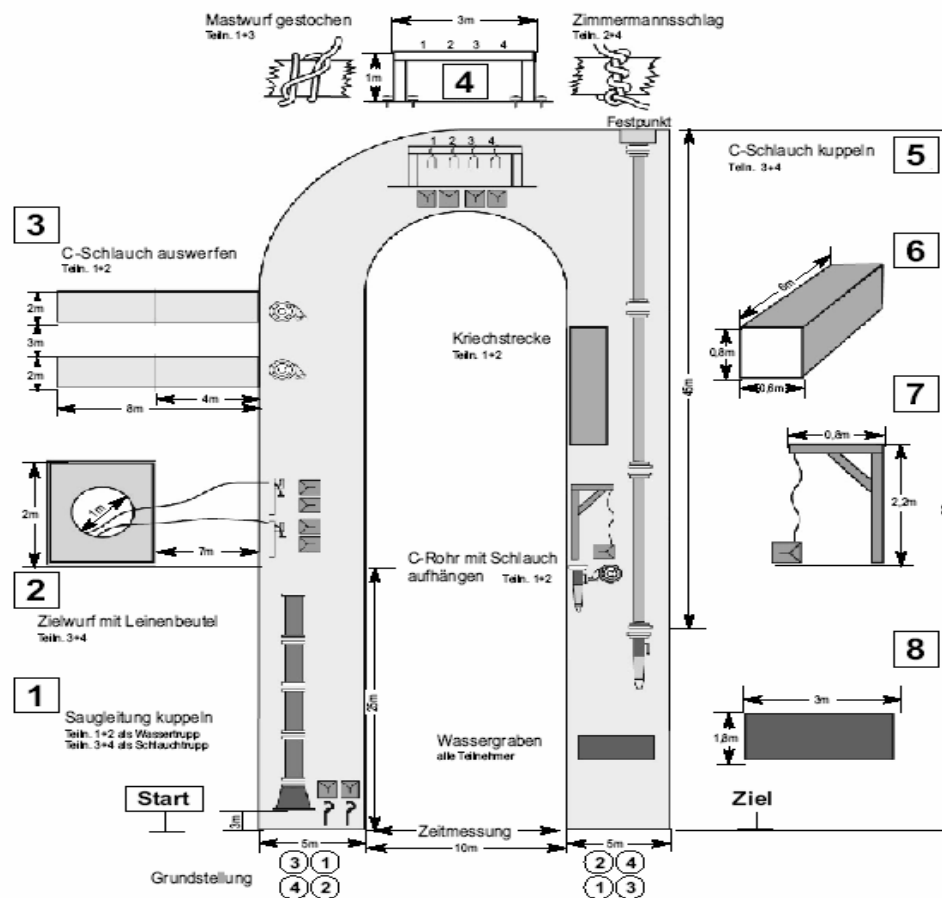 Mastwurf gestochen
Teiln. 1+3
3m
Zimmermannsschlag
Teiln. 2+4
1 2 3 4
1m
4
Festpunkt
1 2 3 4
5
C-Schlauch kuppeln
Teiln. 3+4
3
C-Schlauch auswerfen
Teiln. 1+2
2m
3m
2m
4m
8m
6
6m
0,8m
0,6m
Kriechstrecke
Teiln. 1+2
45m
7
0,8m
2,2m
2m
1m
7m
C-Rohr mit Schlauch
aufhängen Teiln. 1+2
2
Zielwurf mit Leinenbeutel
Teiln. 3+4
8
3m
1,8m
1
Saugleitung kuppeln
Teiln. 1+2 als Wassertrupp
Teiln. 3+4 als Schlauchtrupp
25m
Wassergraben
alle Teilnehmer
Start
3m
Ziel
Zeitmessung
5m
10m
5m
Grundstellung
3 1
4 2
2 4
1 3